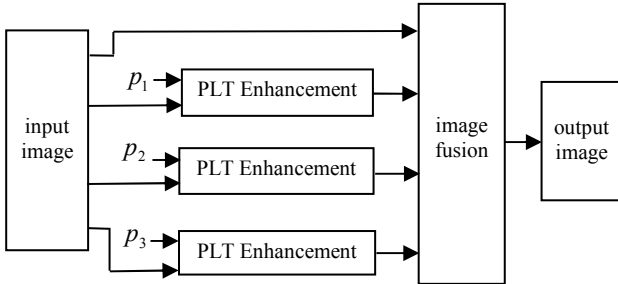 input
image
p1
PLT Enhancement
p2
PLT Enhancement
p3
PLT Enhancement
image
fusion
output
image